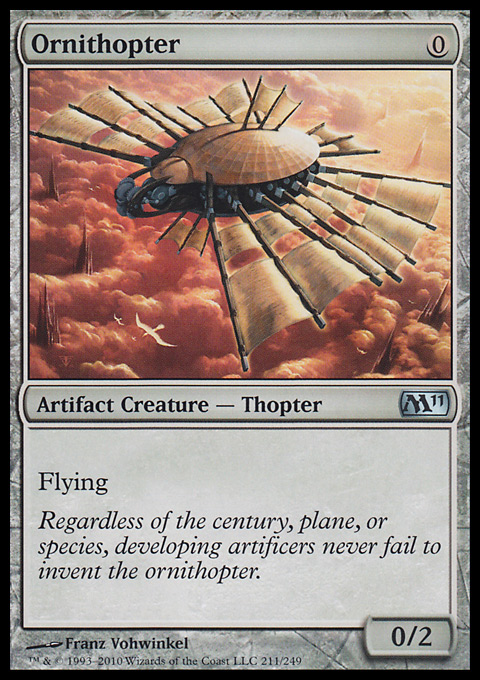 Ornithopter 0
Artifact Creature — Thopter M11
Flying
Regardless of the century, plane, or
species, developing artificers never fail to
invent the ornithopter.
Franz Vohwinkel
0/2
™ & © 1993–2010 Wizards of the Coast LLC 211/249